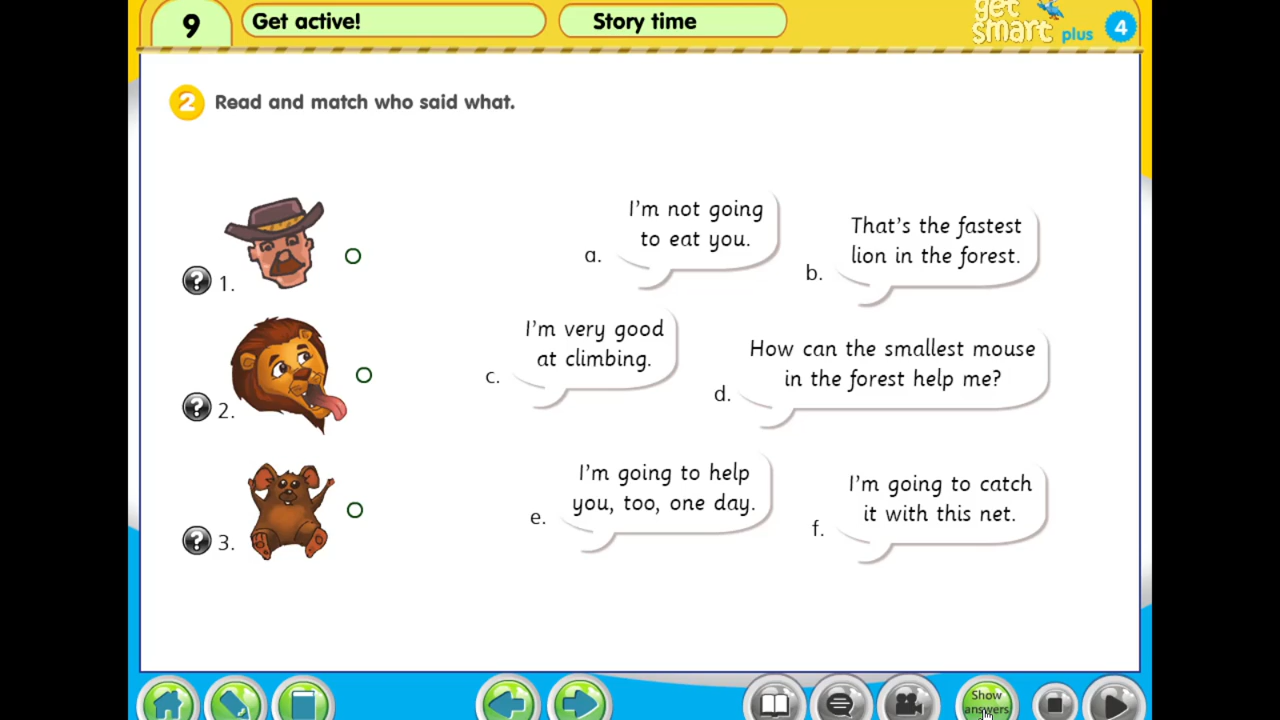 9
Get active!
Story time
get
smart plus 4
2 Read and match who said what.
I'm not going
to eat you.
a.
That's the fastest
lion in the forest.
b.
? 1.
I'm very good
at climbing.
c.
How can the smallest mouse
in the forest help me?
d.
? 2.
I'm going to help
you, too, one day.
e.
I'm going to catch
it with this net.
f.
? 3.
Show
answers